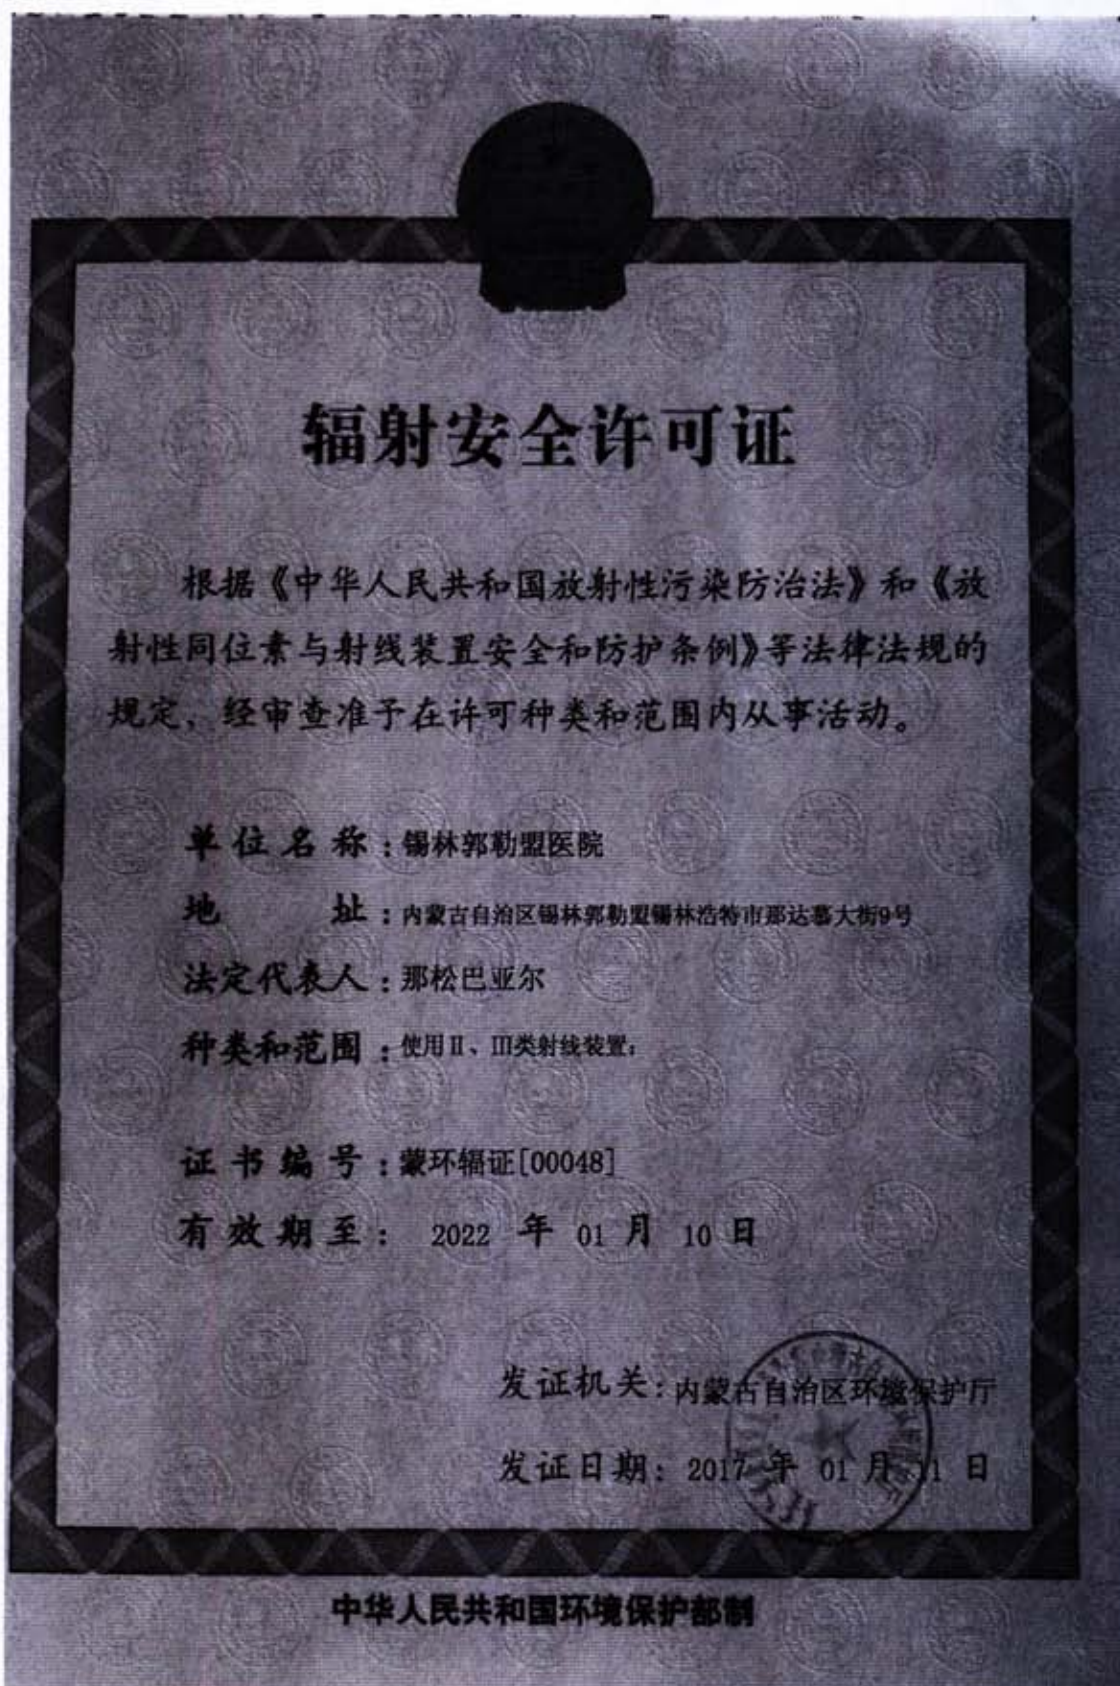 辐射安全许可证
根据《中华人民共和国放射性污染防治法》和《放
射性同位素与射线装置安全和防护条例》等法律法规的
规定，经审查准予在许可种类和范围内从事活动。
单位名称：锡林郭勒盟医院
地址：内蒙古自治区锡林郭勒盟锡林浩特市那达慕大街9号
法定代表人：那松巴亚尔
种类和范围：使用Ⅱ、Ⅲ类射线装置；
证书编号：蒙环辐证[00048]
有效期至：2022 年 01 月 10 日
发证机关：内蒙古自治区环境保护厅
发证日期：2017 年 01 月 11 日
中华人民共和国环境保护部制